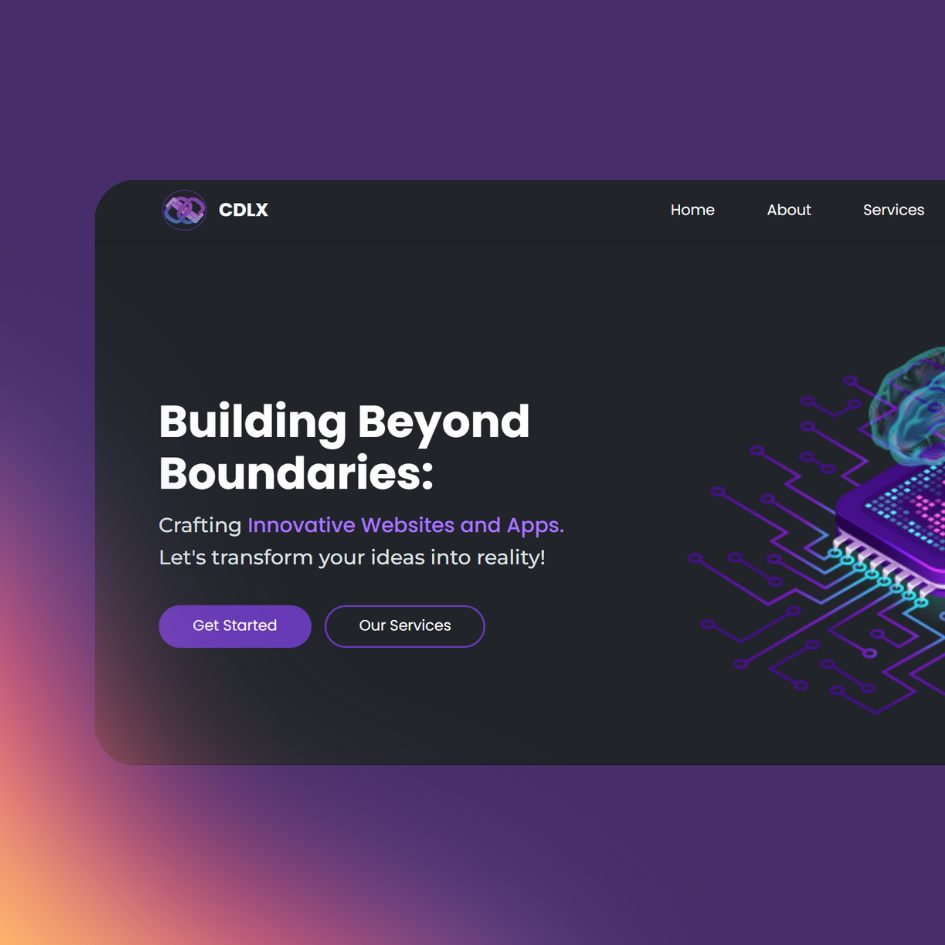 CDLX
Home
About
Services
Building Beyond
Boundaries:
Crafting Innovative Websites and Apps.
Let's transform your ideas into reality!
Get Started
Our Services